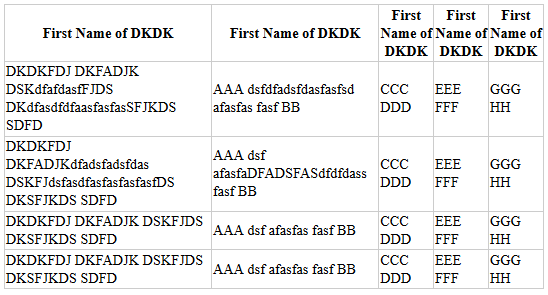 First Name of DKDK
First Name of DKDK
First
Name of
DKDK
First
Name of
DKDK
First
Name of
DKDK
DKDKFDJ DKFADJK
DSKdfafdasfFJDS
DKdfasdfdfaasfasfasSFJKDS
SDFD
AAA dsfdfadsfdasfasfsd
afasfas fasf BB
CCC
DDD
EEE
FFF
GGG
HH
DKDKFDJ
DKFADJKdfadsfadsfdas
DSKFJdsfasdfasfasfasfasfDS
DKSFJKDS SDFD
AAA dsf
afasfaDFADSFASdfdfdass
fasf BB
CCC
DDD
EEE
FFF
GGG
HH
DKDKFDJ DKFADJK DSKFJDS
DKSFJKDS SDFD
AAA dsf afasfas fasf BB
CCC
DDD
EEE
FFF
GGG
HH
DKDKFDJ DKFADJK DSKFJDS
DKSFJKDS SDFD
AAA dsf afasfas fasf BB
CCC
DDD
EEE
FFF
GGG
HH